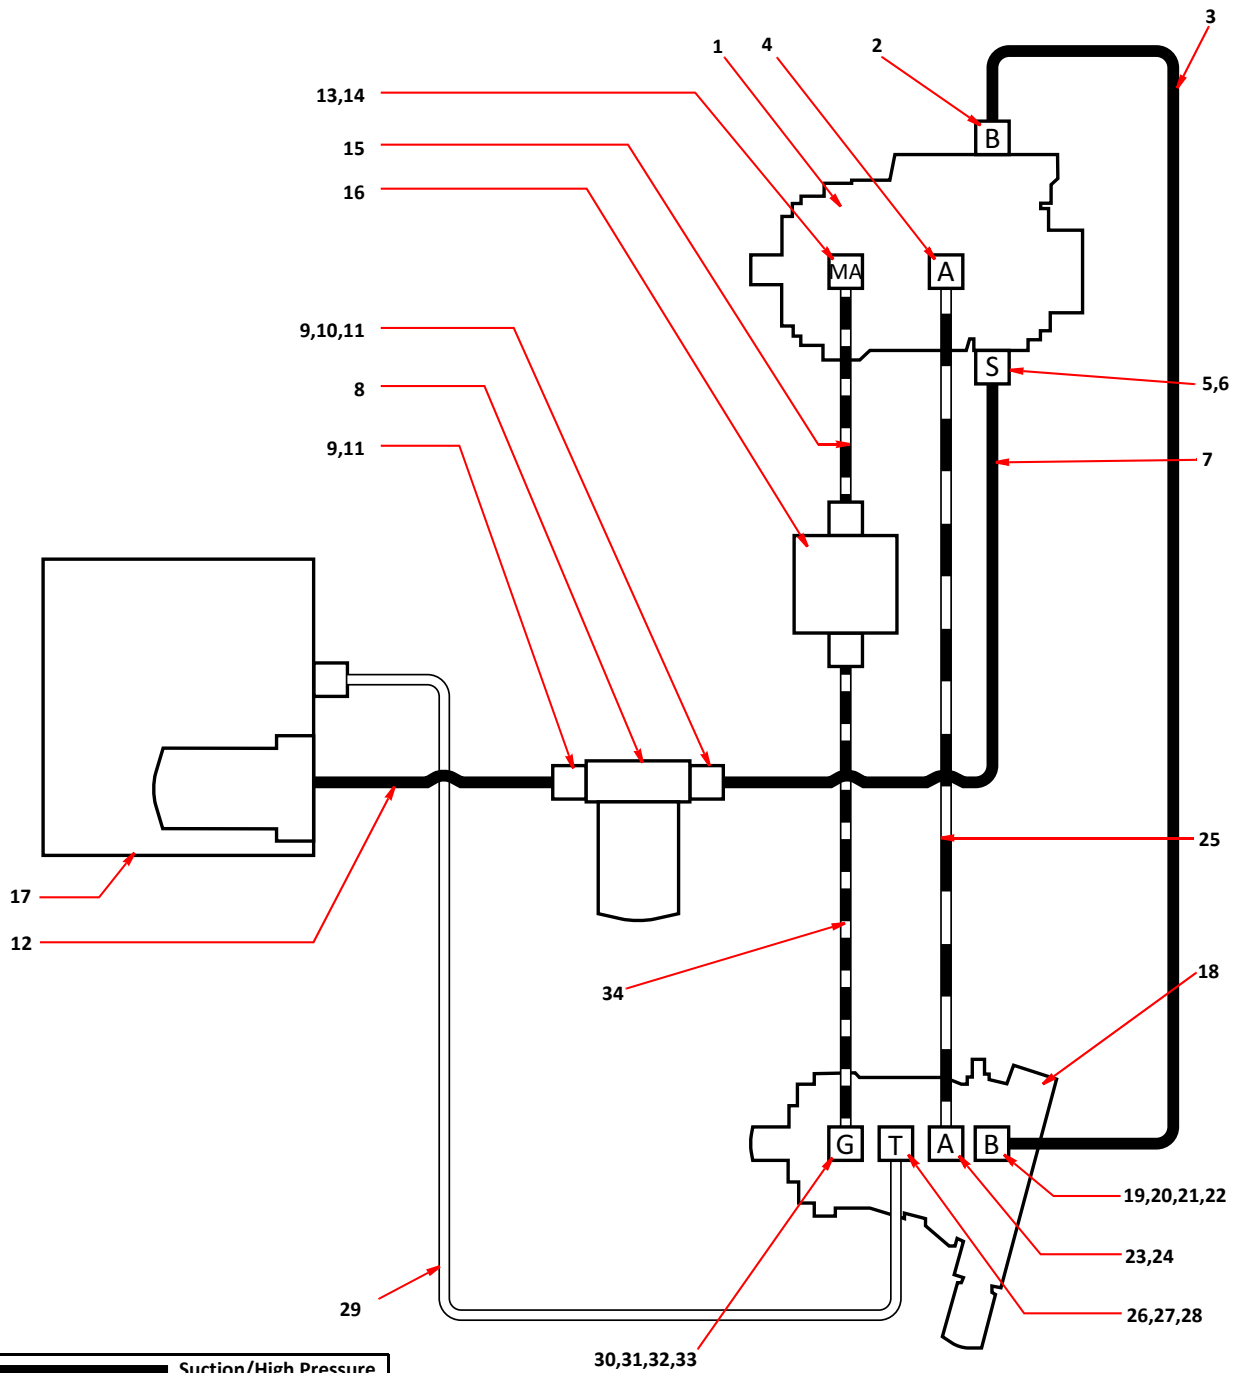 3
1
4
2
13,14
15
16
B
MA
A
9,10,11
8
9,11
S
5,6
7
25
17
12
34
18
G
T
A
B
19,20,21,22
23,24
29
26,27,28
30,31,32,33
Suction/High Pressure